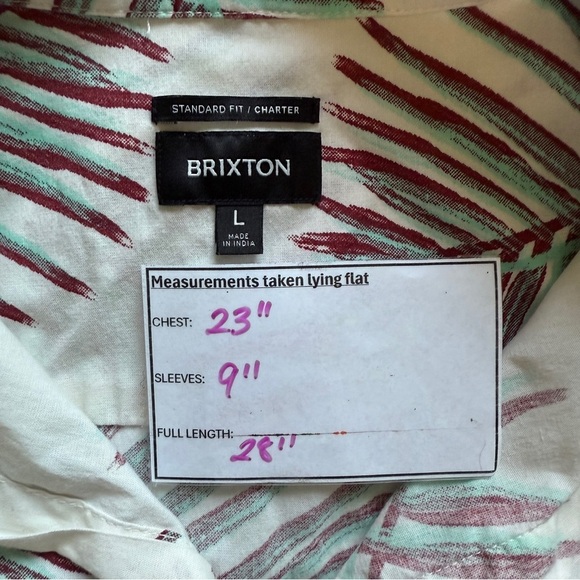 STANDARD FIT / CHARTER
BRIXTON
L
MADE
IN INDIA
Measurements taken lying flat
CHEST: 23"
SLEEVES: 9"
FULL LENGTH: 28"